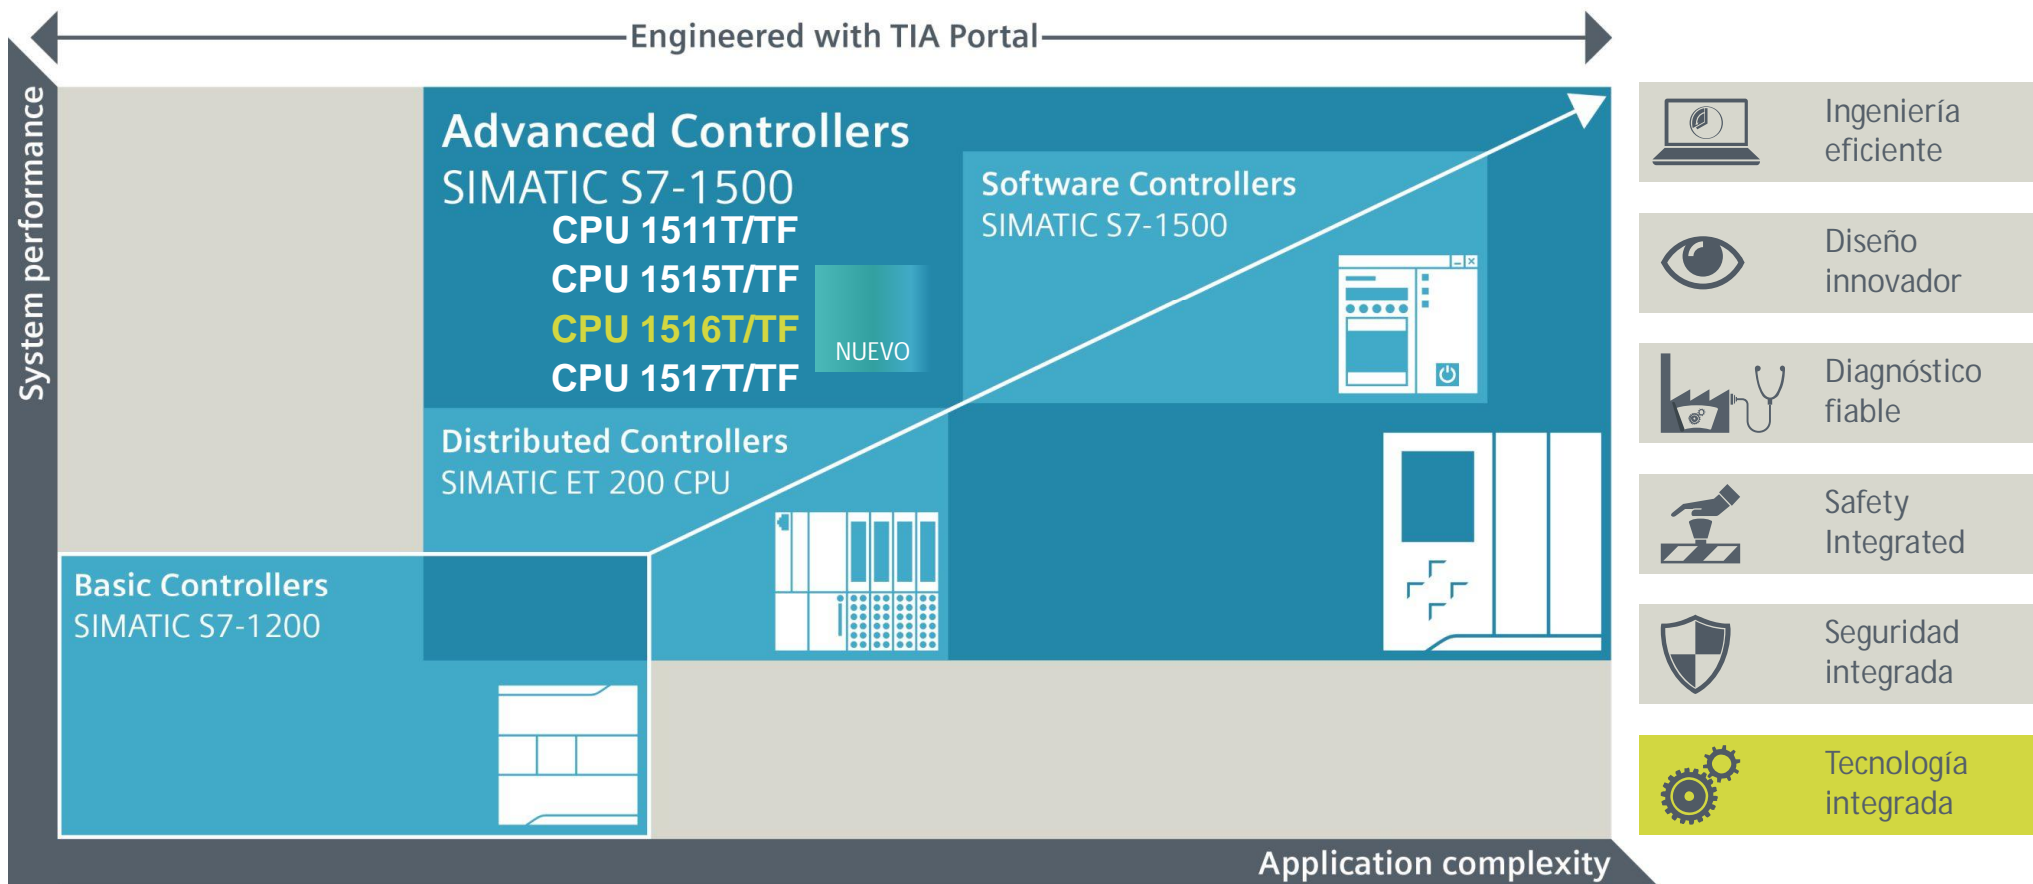 Engineered with TIA Portal
System performance
Advanced Controllers
SIMATIC S7-1500
CPU 1511T/TF
CPU 1515T/TF
CPU 1516T/TF
CPU 1517T/TF
NUEVO
Software Controllers
SIMATIC S7-1500
Distributed Controllers
SIMATIC ET 200 CPU
Basic Controllers
SIMATIC S7-1200
Application complexity
Ingeniería
eficiente
Diseño
innovador
Diagnóstico
fiable
Safety
Integrated
Seguridad
integrada
Tecnología
integrada